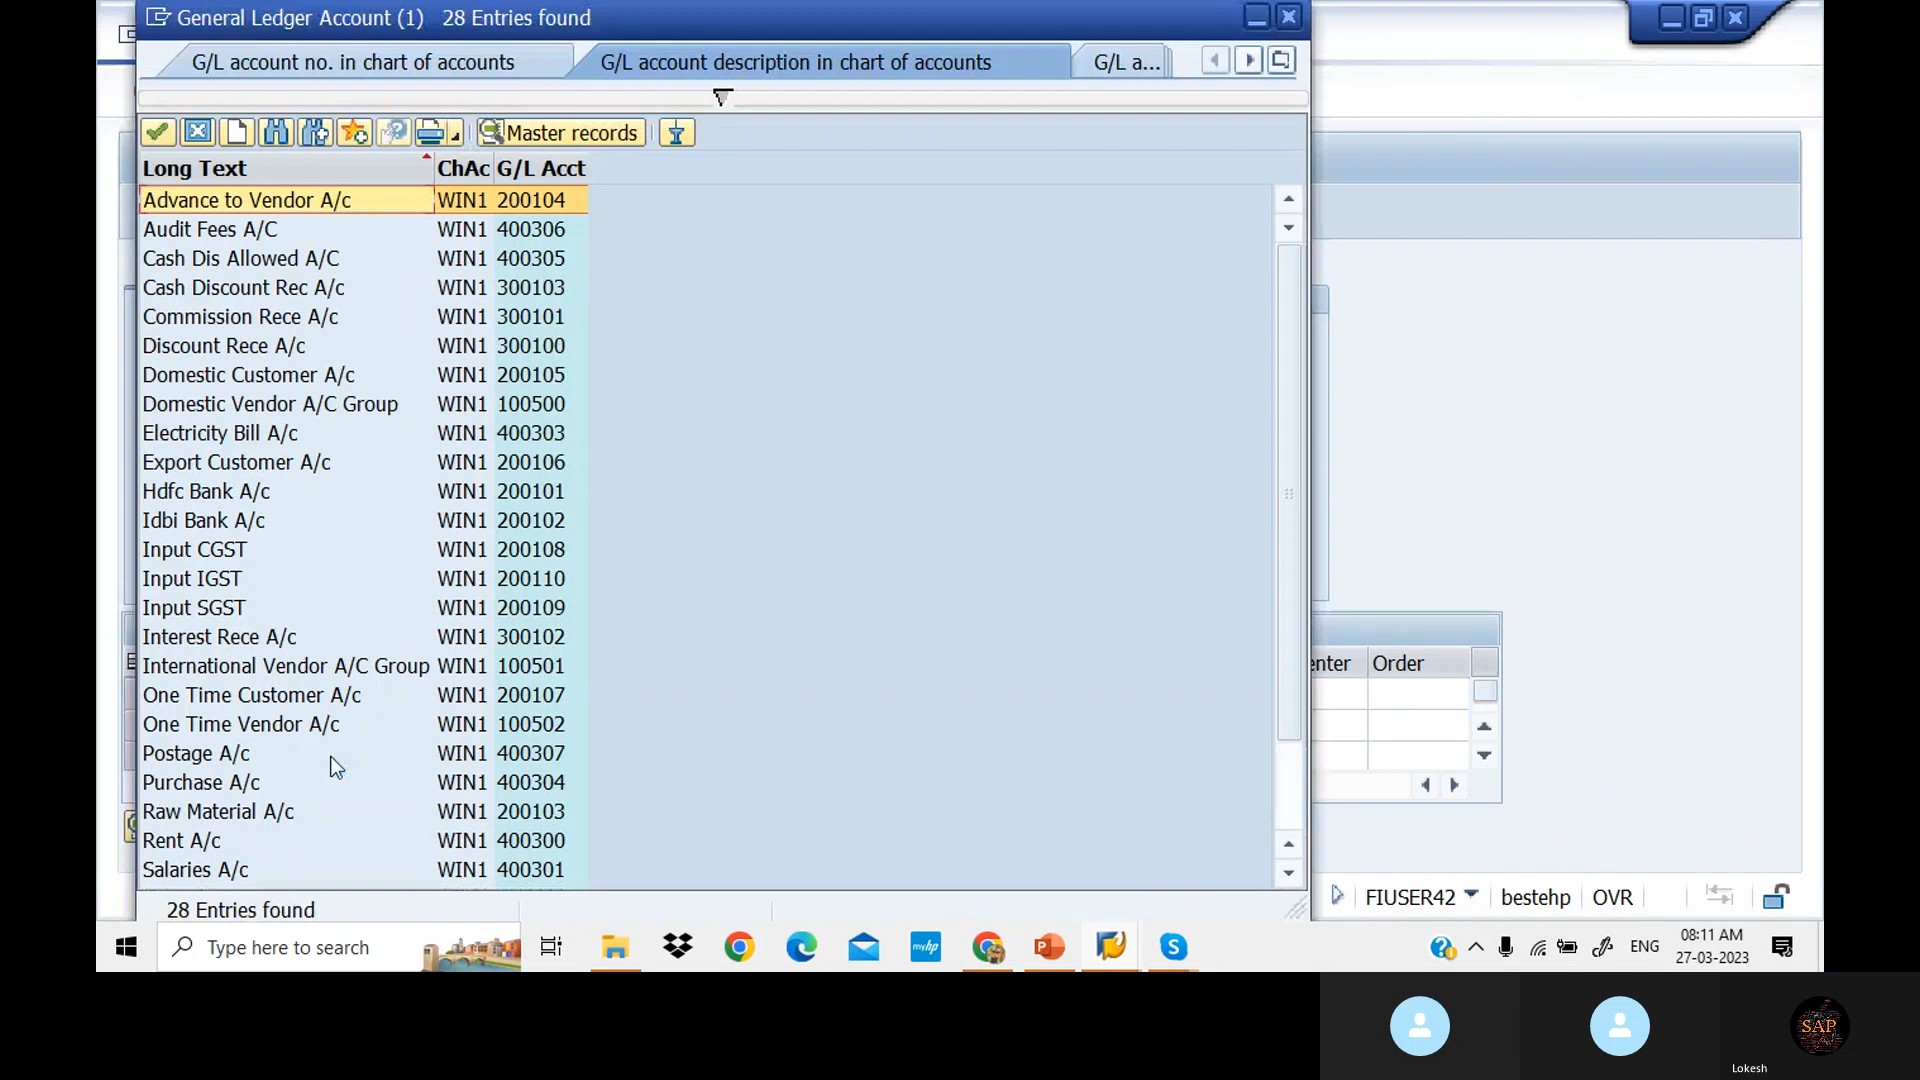 General Ledger Account (1) 28 Entries found
G/L account no. in chart of accounts
G/L account description in chart of accounts
G/L a...
Master records
Long Text ChAc G/L Acct
Advance to Vendor A/c WIN1 200104
Audit Fees A/C WIN1 400306
Cash Dis Allowed A/C WIN1 400305
Cash Discount Rec A/c WIN1 300103
Commission Rece A/c WIN1 300101
Discount Rece A/c WIN1 300100
Domestic Customer A/c WIN1 200105
Domestic Vendor A/C Group WIN1 100500
Electricity Bill A/c WIN1 400303
Export Customer A/c WIN1 200106
Hdfc Bank A/c WIN1 200101
Idbi Bank A/c WIN1 200102
Input CGST WIN1 200108
Input IGST WIN1 200110
Input SGST WIN1 200109
Interest Rece A/c WIN1 300102
International Vendor A/C Group WIN1 100501
One Time Customer A/c WIN1 200107
One Time Vendor A/c WIN1 100502
Postage A/c WIN1 400307
Purchase A/c WIN1 400304
Raw Material A/c WIN1 200103
Rent A/c WIN1 400300
Salaries A/c WIN1 400301
28 Entries found
enter Order
FIUSER42 bestehp OVR
Type here to search
myhp
ENG
08:11 AM
27-03-2023
SAP
Lokesh